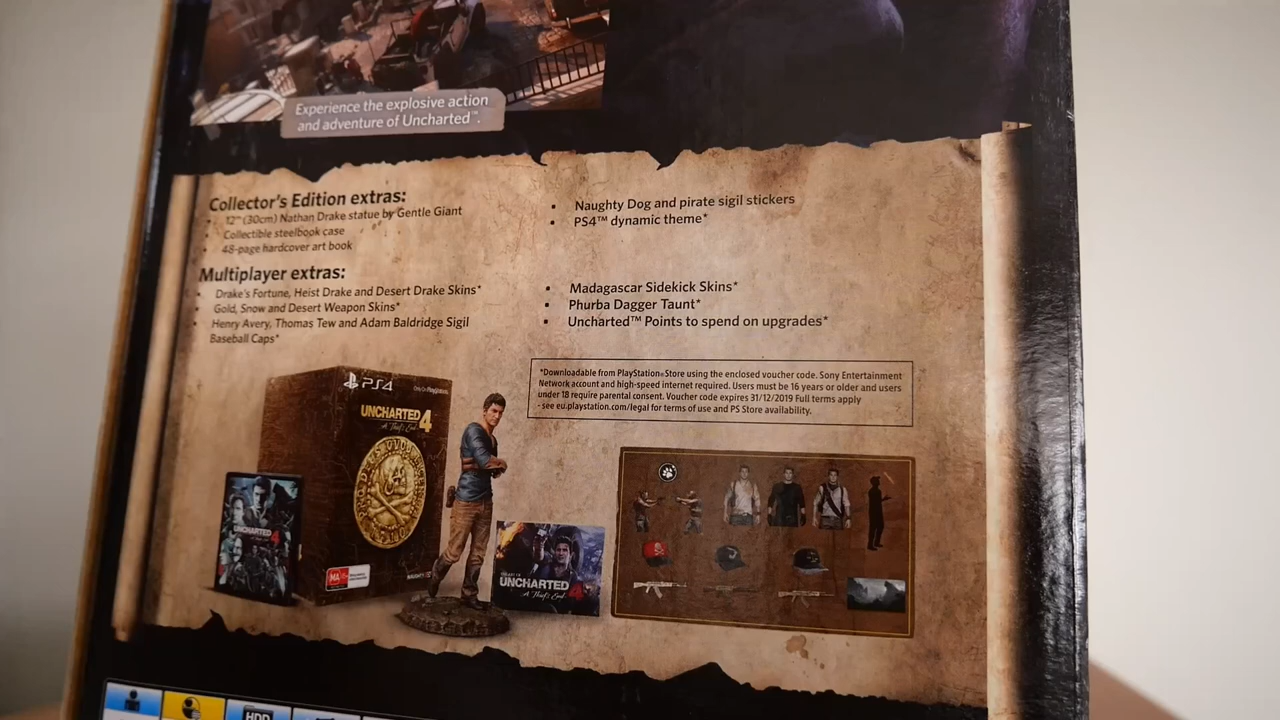 Experience the explosive action
and adventure of Uncharted™.
Collector's Edition extras:
12" (30cm) Nathan Drake statue by Gentle Giant
Collectible steelbook case
48-page hardcover art book
Naughty Dog and pirate sigil stickers
PS4™ dynamic theme*
Multiplayer extras:
Drake's Fortune, Heist Drake and Desert Drake Skins*
Gold, Snow and Desert Weapon Skins*
Henry Avery, Thomas Tew and Adam Baldridge Sigil
Baseball Caps*
Madagascar Sidekick Skins*
Phurba Dagger Taunt*
Uncharted™ Points to spend on upgrades*
*Downloadable from PlayStation®Store using the enclosed voucher code. Sony Entertainment
Network account and high-speed internet required. Users must be 16 years or older and users
under 18 require parental consent. Voucher code expires 31/12/2019 Full terms apply
- see eu.playstation.com/legal for terms of use and PS Store availability.
PS4
Only On PlayStation
UNCHARTED 4
A Thief's End
MA 15+
UNCHARTED 4
UNCHARTED 4
A Thief's End
HDD